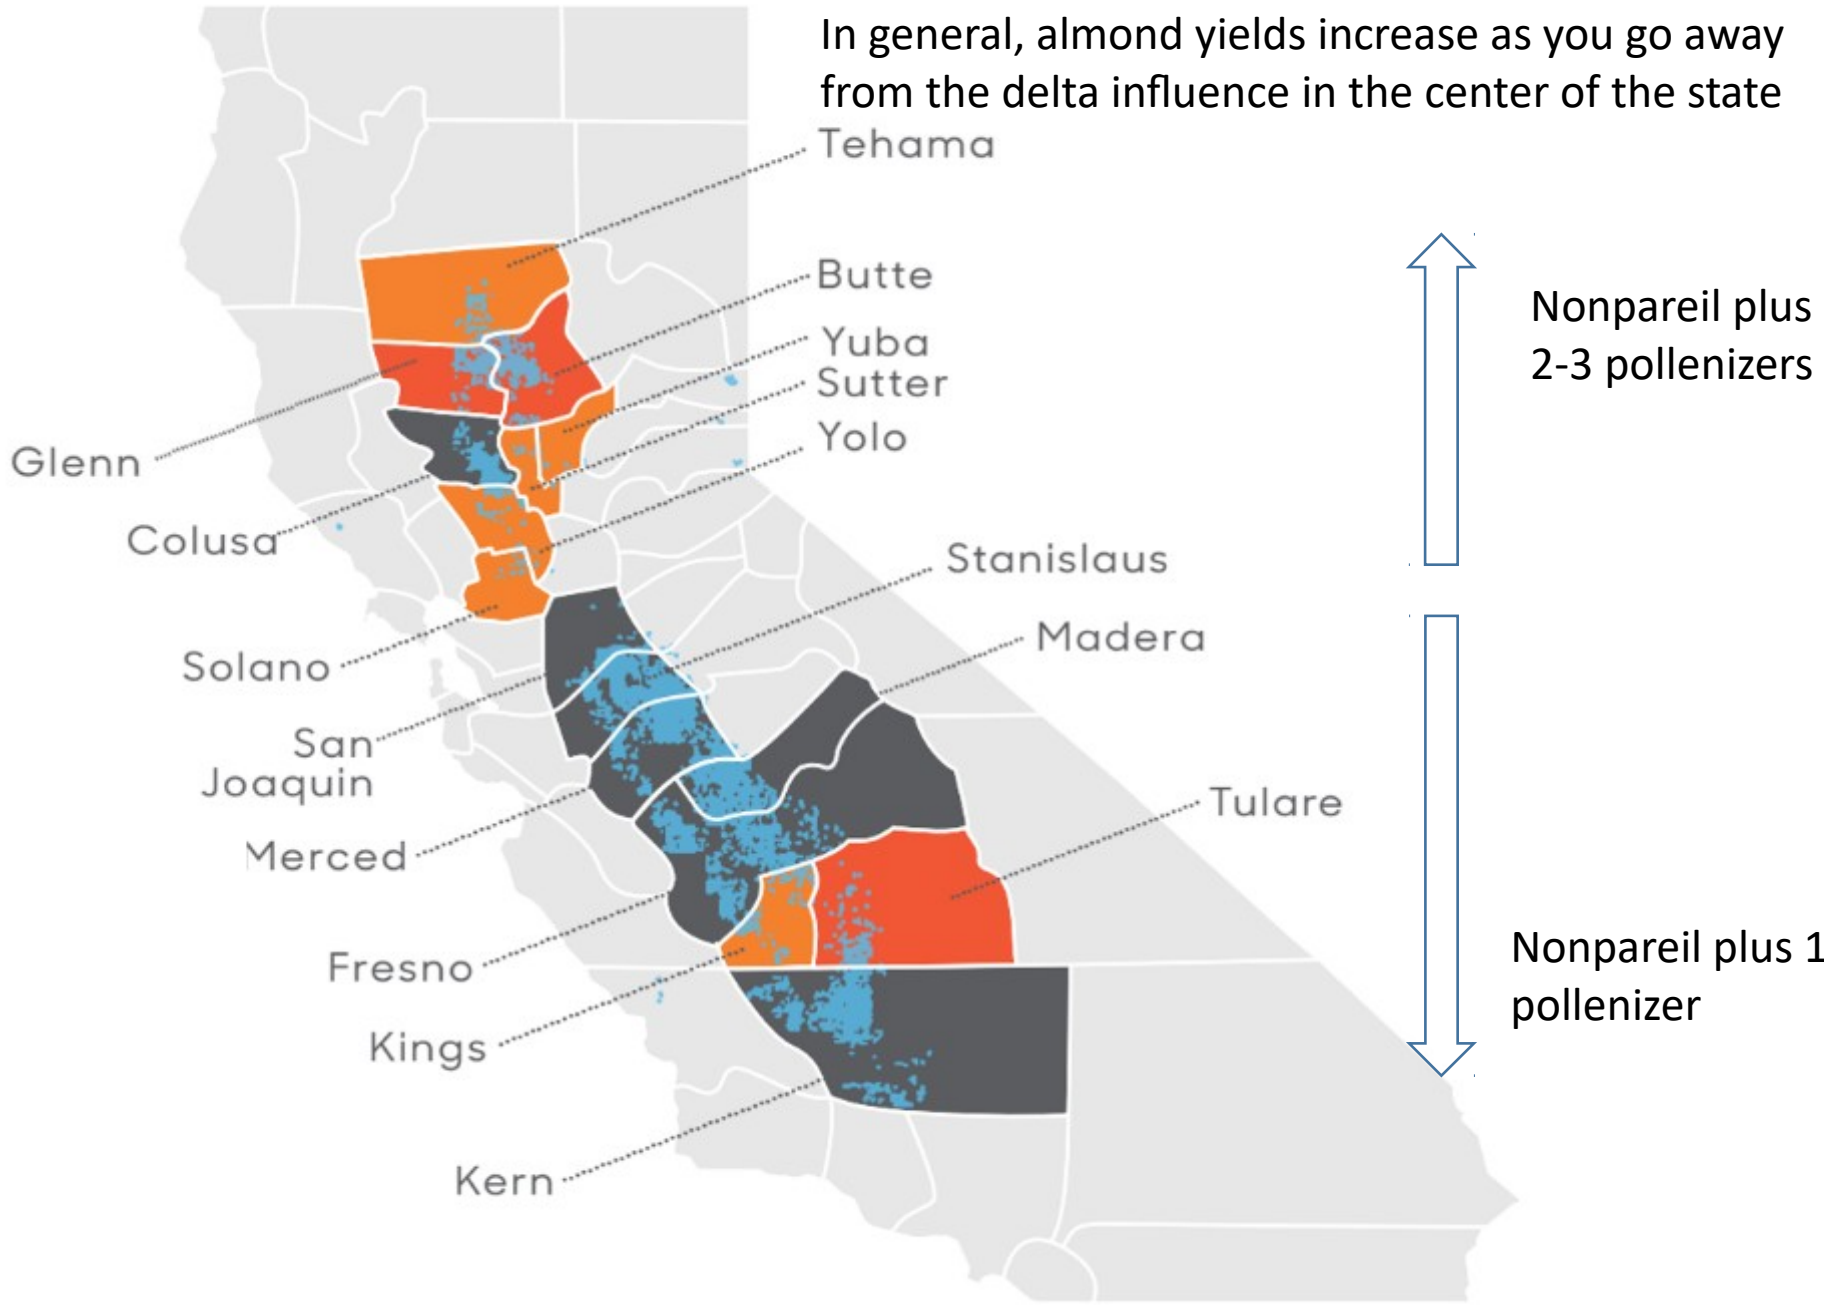 In general, almond yields increase as you go away
from the delta influence in the center of the state
Tehama
Butte
Yuba
Sutter
Yolo
Glenn
Colusa
Stanislaus
Madera
Solano
San
Joaquin
Merced
Tulare
Fresno
Kings
Kern
Nonpareil plus
2-3 pollenizers
Nonpareil plus 1
pollenizer